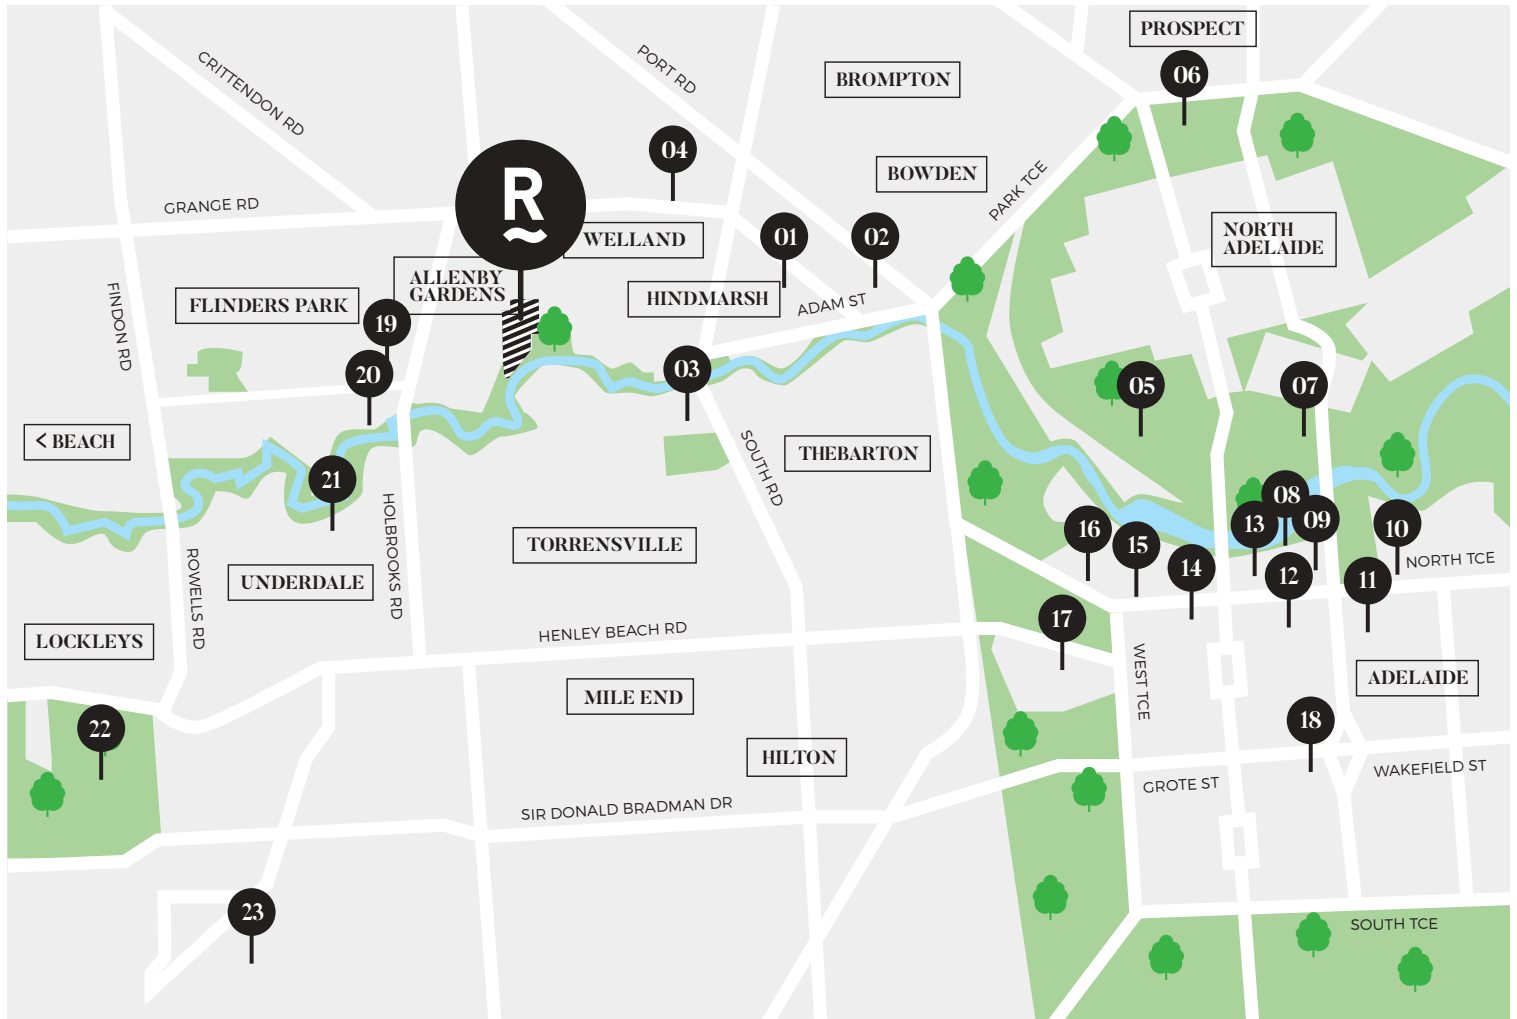 PROSPECT
CRITTENDON RD
PORT RD
06
BROMPTON
04
BOWDEN
PARK TCE
R
GRANGE RD
WELLAND
01
02
NORTH
ADELAIDE
ALLENBY
GARDENS
FLINDERS PARK
HINDMARSH
ADAM ST
FINDON RD
19
20
03
05
07
< BEACH
SOUTH RD
THEBARTON
21
HOLBROOKS RD
08
13
09
10
16
15
14
12
11
NORTH TCE
TORRENSVILLE
ROWELLS RD
UNDERDALE
LOCKLEYS
HENLEY BEACH RD
17
WEST TCE
ADELAIDE
MILE END
22
18
HILTON
GROTE ST
WAKEFIELD ST
SIR DONALD BRADMAN DR
23
SOUTH TCE